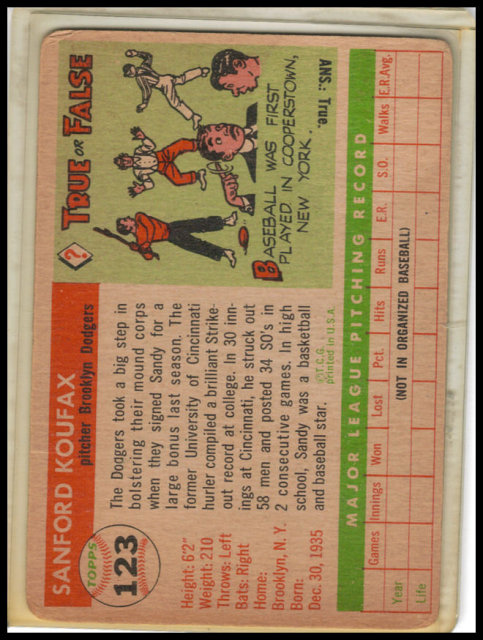 TOPPS
123
SANFORD KOUFAX
pitcher Brooklyn Dodgers
Height: 6'2"
Weight: 210
Throws: Left
Bats: Right
Home:
Brooklyn, N. Y.
Born:
Dec. 30, 1935
The Dodgers took a big step in
bolstering their mound corps
when they signed Sandy for a
large bonus last season. The
former University of Cincinnati
hurler compiled a brilliant Strike-
out record at college. In 30 inn-
ings at Cincinnati, he struck out
58 men and posted 34 SO's in
2 consecutive games. In high
school, Sandy was a basketball
and baseball star.
©T.C.G.
printed in U.S.A.
?
TRUE OR FALSE
BASEBALL WAS FIRST
PLAYED IN COOPERSTOWN,
NEW YORK.
ANS.: True.
MAJOR LEAGUE PITCHING RECORD
Games Innings Won Lost Pct. Hits Runs E.R. S.O. Walks E.R.Avg.
Year
(NOT IN ORGANIZED BASEBALL)
Life